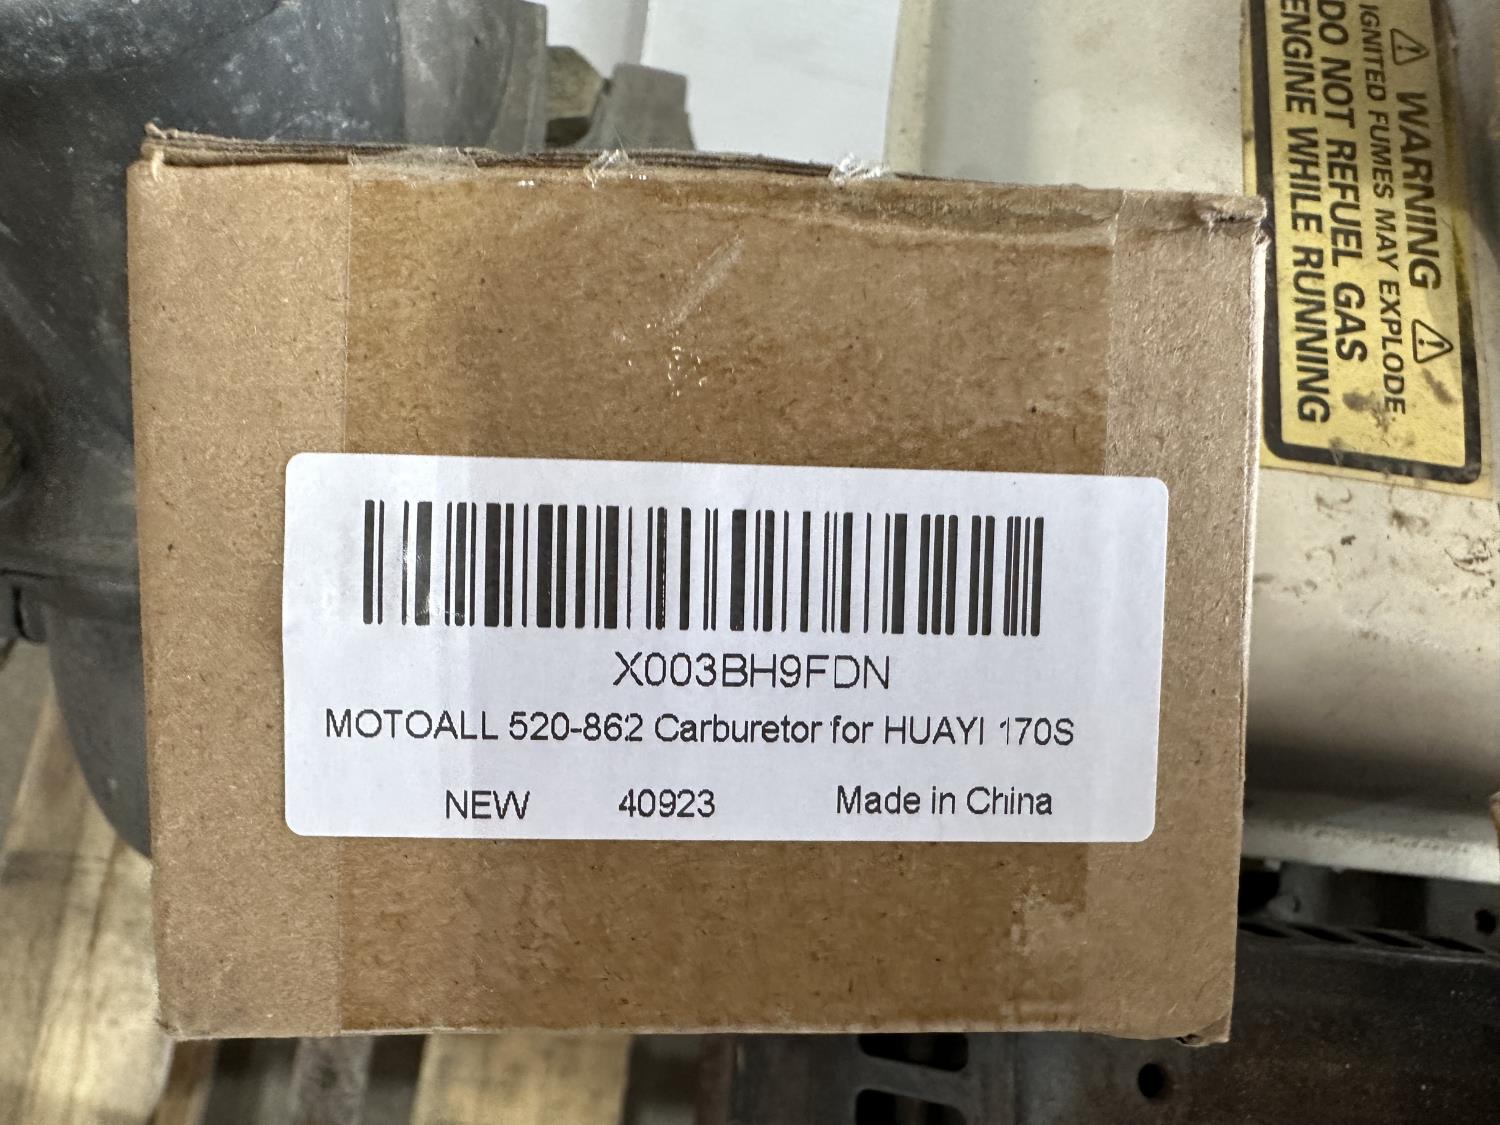 X003BH9FDN
MOTOALL 520-862 Carburetor for HUAYI 170S
NEW 40923 Made in China
WARNING
IGNITED FUMES MAY EXPLODE.
DO NOT REFUEL GAS
ENGINE WHILE RUNNING